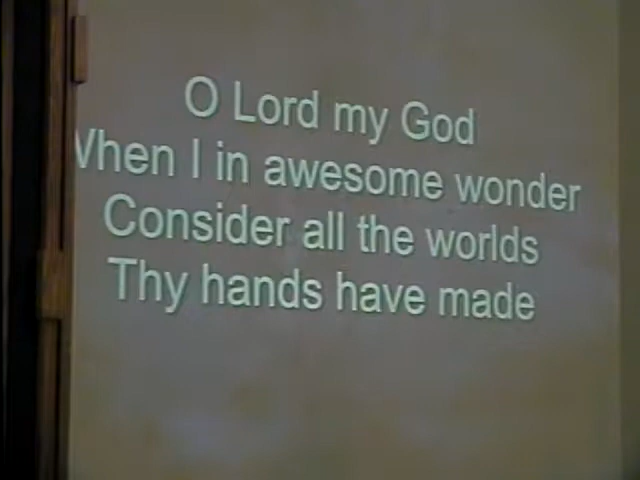 O Lord my God
When I in awesome wonder
Consider all the worlds
Thy hands have made